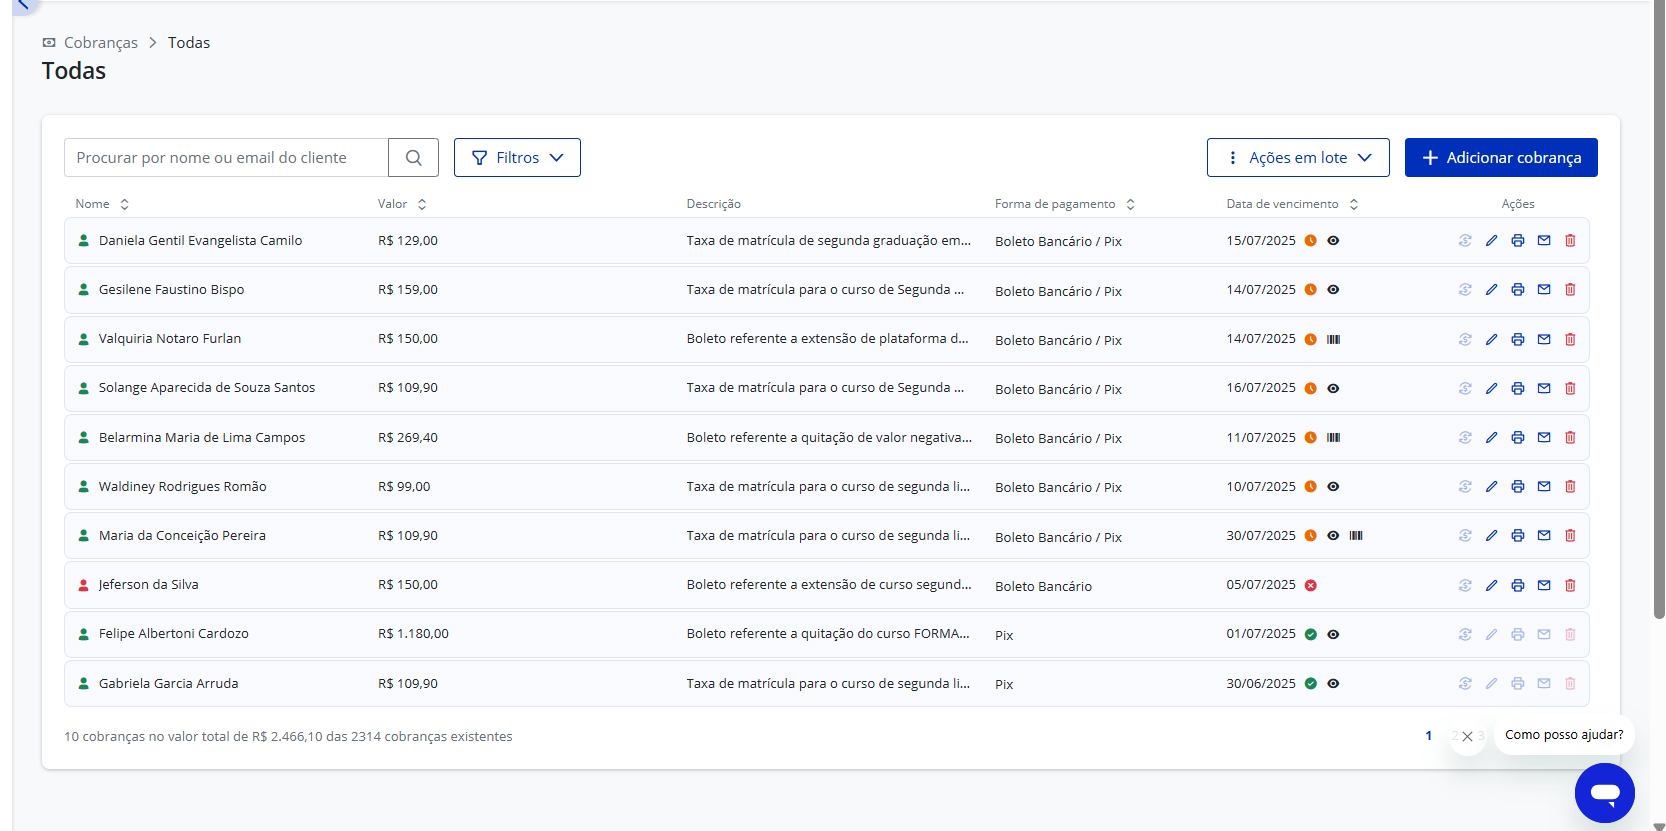 Cobranças > Todas
Todas
Procurar por nome ou email do cliente
Filtros
Ações em lote
Adicionar cobrança
Nome Valor Descrição Forma de pagamento Data de vencimento Ações
Daniela Gentil Evangelista Camilo R$ 129,00 Taxa de matrícula de segunda graduação em... Boleto Bancário / Pix 15/07/2025
Gesilene Faustino Bispo R$ 159,00 Taxa de matrícula para o curso de Segunda ... Boleto Bancário / Pix 14/07/2025
Valquiria Notaro Furlan R$ 150,00 Boleto referente a extensão de plataforma d... Boleto Bancário / Pix 14/07/2025
Solange Aparecida de Souza Santos R$ 109,90 Taxa de matrícula para o curso de Segunda ... Boleto Bancário / Pix 16/07/2025
Belarmina Maria de Lima Campos R$ 269,40 Boleto referente a quitação de valor negativa... Boleto Bancário / Pix 11/07/2025
Waldiney Rodrigues Romão R$ 99,00 Taxa de matrícula para o curso de segunda li... Boleto Bancário / Pix 10/07/2025
Maria da Conceição Pereira R$ 109,90 Taxa de matrícula para o curso de segunda li... Boleto Bancário / Pix 30/07/2025
Jeferson da Silva R$ 150,00 Boleto referente a extensão de curso segund... Boleto Bancário 05/07/2025
Felipe Albertoni Cardozo R$ 1.180,00 Boleto referente a quitação do curso FORMA... Pix 01/07/2025
Gabriela Garcia Arruda R$ 109,90 Taxa de matrícula para o curso de segunda li... Pix 30/06/2025
10 cobranças no valor total de R$ 2.466,10 das 2314 cobranças existentes
1 2 3
Como posso ajudar?